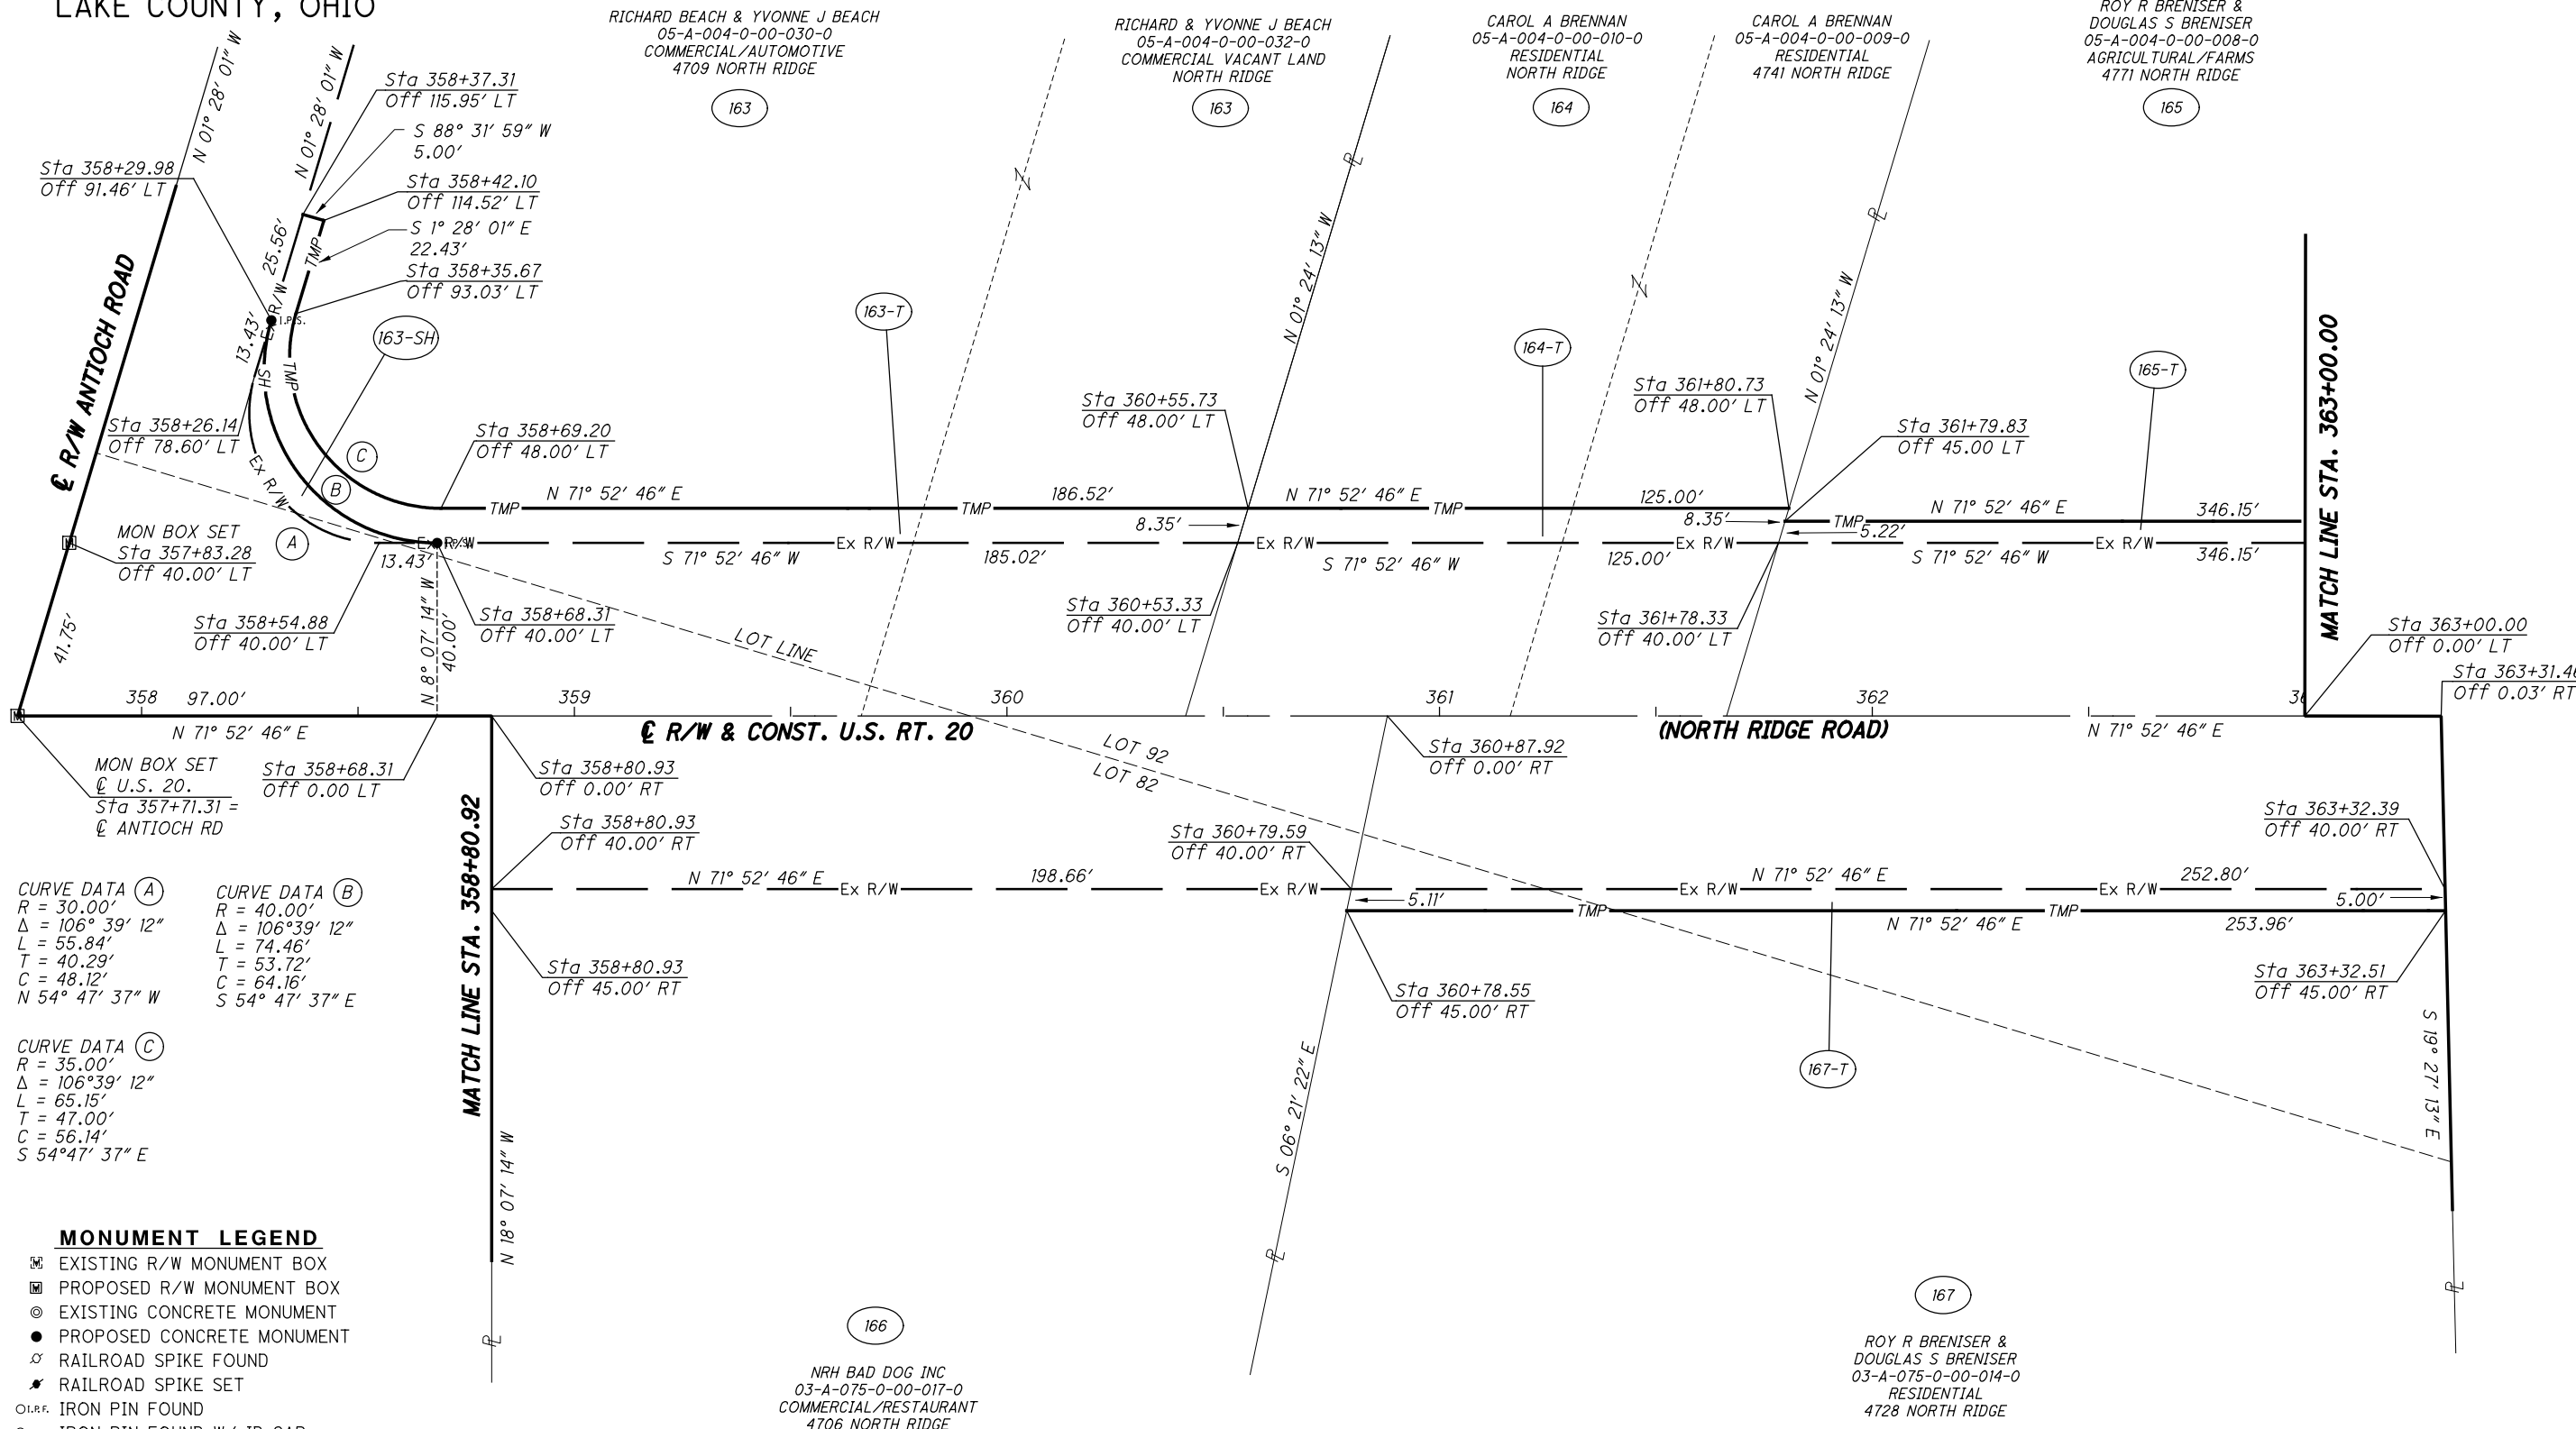 LAKE COUNTY, OHIO
RICHARD BEACH & YVONNE J BEACH
05-A-004-0-00-030-0
COMMERCIAL/AUTOMOTIVE
4709 NORTH RIDGE
163
RICHARD & YVONNE J BEACH
05-A-004-0-00-032-0
COMMERCIAL VACANT LAND
NORTH RIDGE
163
CAROL A BRENNAN
05-A-004-0-00-010-0
RESIDENTIAL
NORTH RIDGE
164
CAROL A BRENNAN
05-A-004-0-00-009-0
RESIDENTIAL
4741 NORTH RIDGE
ROY R BRENISER &
DOUGLAS S BRENISER
05-A-004-0-00-008-0
AGRICULTURAL/FARMS
4771 NORTH RIDGE
165
N 01° 28' 01" W
N 01° 28' 01" W
Sta 358+37.31
Off 115.95' LT
S 88° 31' 59" W
5.00'
Sta 358+29.98
Off 91.46' LT
Sta 358+42.10
Off 114.52' LT
S 1° 28' 01" E
22.43'
Sta 358+35.67
Off 93.03' LT
25.56'
TMP
Ex R/W
I.P.S.
13.43'
SH
TMP
163-SH
163-T
164-T
165-T
N 01° 24' 13" W
N 01° 24' 13" W
PL
PL
℄ R/W ANTIOCH ROAD
MATCH LINE STA. 363+00.00
Sta 358+26.14
Off 78.60' LT
Ex R/W
A
B
C
Sta 358+69.20
Off 48.00' LT
Sta 360+55.73
Off 48.00' LT
Sta 361+80.73
Off 48.00' LT
Sta 361+79.83
Off 45.00 LT
TMP
N 71° 52' 46" E
TMP
186.52'
N 71° 52' 46" E
TMP
125.00'
TMP
N 71° 52' 46" E
346.15'
8.35'
8.35'
5.22'
MON BOX SET
Sta 357+83.28
Off 40.00' LT
Ex R/W
13.43'
S 71° 52' 46" W
Ex R/W
185.02'
Ex R/W
S 71° 52' 46" W
125.00'
Ex R/W
S 71° 52' 46" W
Ex R/W
346.15'
41.75'
Sta 358+54.88
Off 40.00' LT
N 8° 07' 14" W
40.00'
Sta 358+68.31
Off 40.00' LT
LOT LINE
Sta 360+53.33
Off 40.00' LT
Sta 361+78.33
Off 40.00' LT
Sta 363+00.00
Off 0.00' LT
Off 0.03' RT
358
97.00'
359
360
361
362
N 71° 52' 46" E
℄ R/W & CONST. U.S. RT. 20
(NORTH RIDGE ROAD)
N 71° 52' 46" E
LOT 92
LOT 82
MON BOX SET
℄ U.S. 20.
Sta 357+71.31 =
℄ ANTIOCH RD
Sta 358+68.31
Off 0.00 LT
Sta 358+80.93
Off 0.00' RT
Sta 360+87.92
Off 0.00' RT
Sta 358+80.93
Off 40.00' RT
Sta 360+79.59
Off 40.00' RT
Sta 363+32.39
Off 40.00' RT
MATCH LINE STA. 358+80.92
N 71° 52' 46" E
Ex R/W
198.66'
Ex R/W
5.11'
Ex R/W
N 71° 52' 46" E
Ex R/W
252.80'
5.00'
TMP
N 71° 52' 46" E
TMP
253.96'
Sta 358+80.93
Off 45.00' RT
Sta 360+78.55
Off 45.00' RT
Sta 363+32.51
Off 45.00' RT
CURVE DATA A
R = 30.00'
Δ = 106° 39' 12"
L = 55.84'
T = 40.29'
C = 48.12'
N 54° 47' 37" W
CURVE DATA B
R = 40.00'
Δ = 106°39' 12"
L = 74.46'
T = 53.72'
C = 64.16'
S 54° 47' 37" E
CURVE DATA C
R = 35.00'
Δ = 106°39' 12"
L = 65.15'
T = 47.00'
C = 56.14'
S 54°47' 37" E
S 06° 21' 22" E
167-T
S 19° 27' 13" E
N 18° 07' 14" W
PL
PL
PL
MONUMENT LEGEND
EXISTING R/W MONUMENT BOX
PROPOSED R/W MONUMENT BOX
EXISTING CONCRETE MONUMENT
PROPOSED CONCRETE MONUMENT
RAILROAD SPIKE FOUND
RAILROAD SPIKE SET
I.P.F. IRON PIN FOUND
166
NRH BAD DOG INC
03-A-075-0-00-017-0
COMMERCIAL/RESTAURANT
4706 NORTH RIDGE
167
ROY R BRENISER &
DOUGLAS S BRENISER
03-A-075-0-00-014-0
RESIDENTIAL
4728 NORTH RIDGE